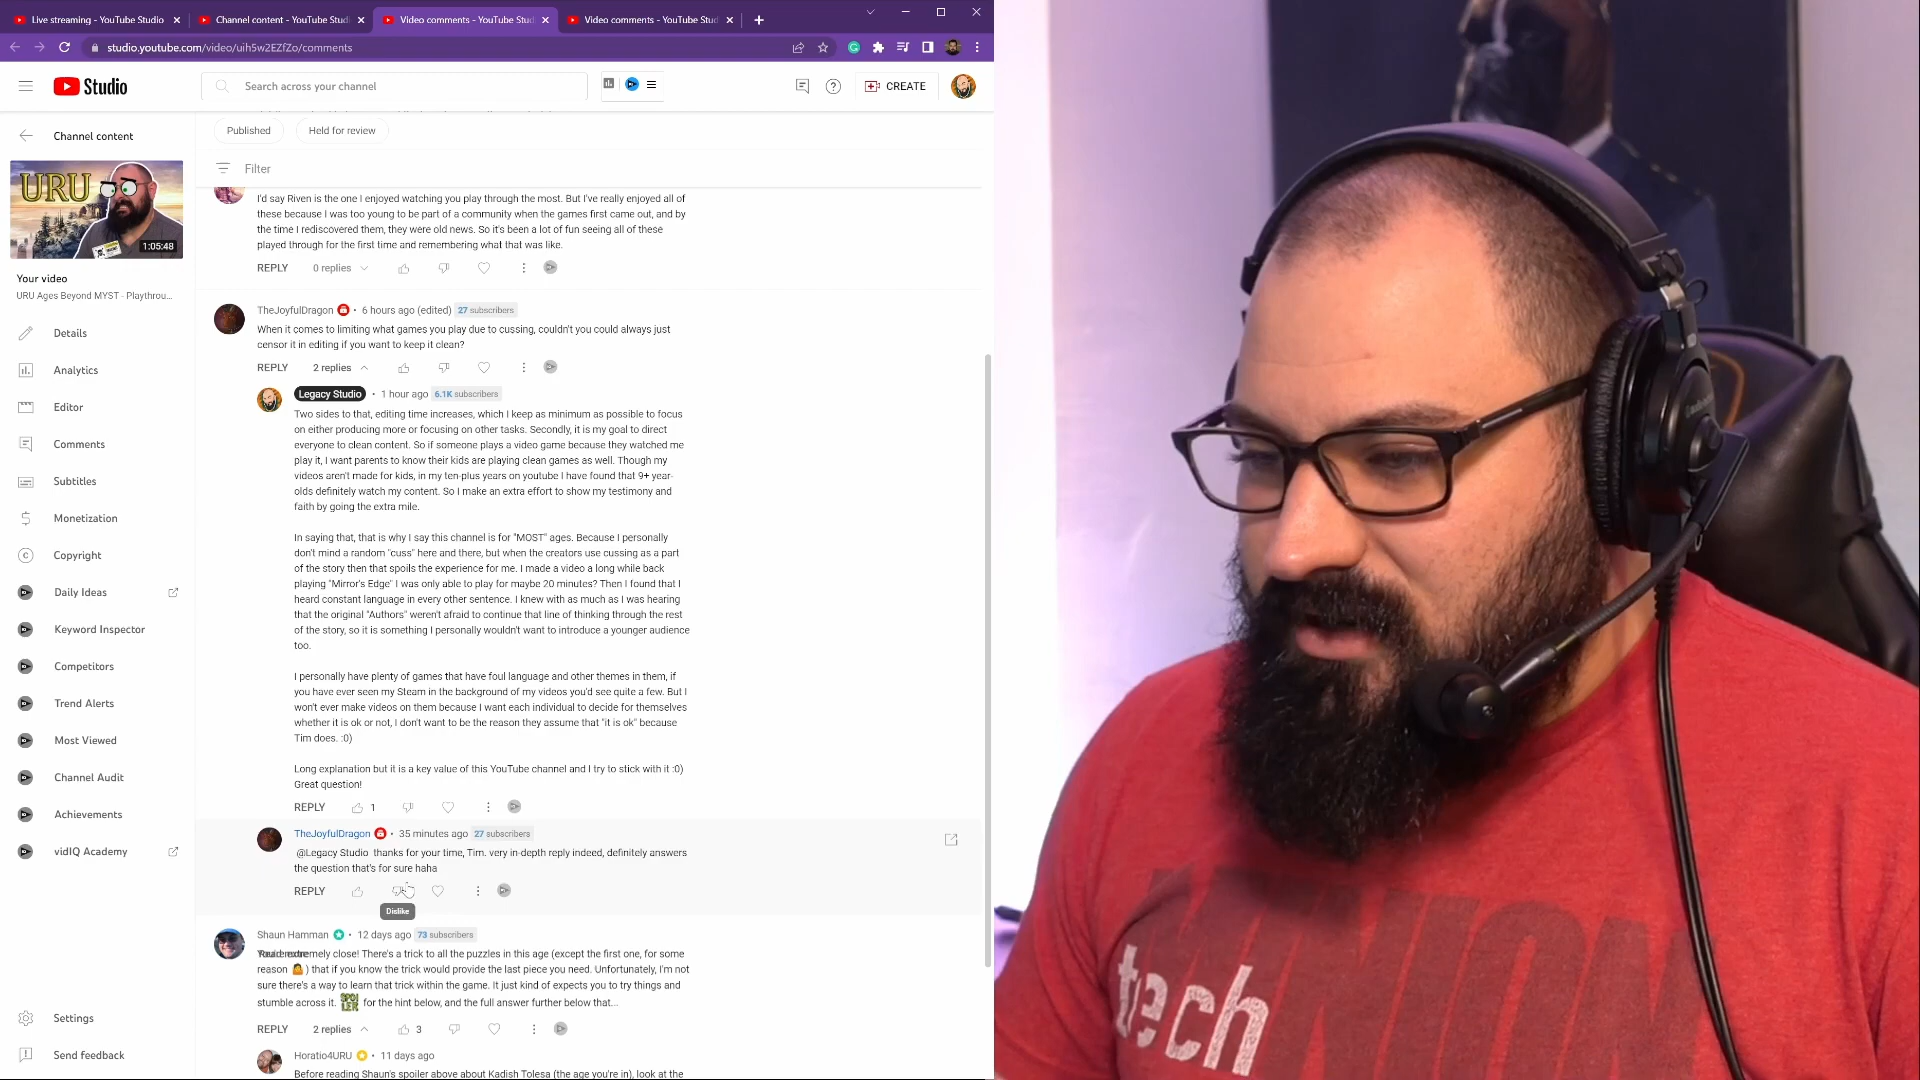 Live streaming - YouTube Studio
Channel content - YouTube Studi
Video comments - YouTube Stu
Video comments - YouTube Stud
studio.youtube.com/video/uih5w2EZfZo/comments
Studio
Search across your channel
CREATE
Channel content
Published
Held for review
Filter
URU
1:05:48
Your video
URU Ages Beyond MYST - Playthrou...
Details
Analytics
Editor
Comments
Subtitles
Monetization
Copyright
Daily Ideas
Keyword Inspector
Competitors
Trend Alerts
Most Viewed
Channel Audit
Achievements
vidIQ Academy
Settings
Send feedback
I'd say Riven is the one I enjoyed watching you play through the most. But I've really enjoyed all of
these because I was too young to be part of a community when the games first came out, and by
the time I rediscovered them, they were old news. So it's been a lot of fun seeing all of these
played through for the first time and remembering what that was like.
REPLY 0 replies
TheJoyfulDragon • 6 hours ago (edited) 27 subscribers
When it comes to limiting what games you play due to cussing, couldn't you could always just
censor it in editing if you want to keep it clean?
REPLY 2 replies
Legacy Studio • 1 hour ago 6.1K subscribers
Two sides to that, editing time increases, which I keep as minimum as possible to focus
on either producing more or focusing on other tasks. Secondly, it is my goal to direct
everyone to clean content. So if someone plays a video game because they watched me
play it, I want parents to know their kids are playing clean games as well. Though my
videos aren't made for kids, in my ten-plus years on youtube I have found that 9+ year-
olds definitely watch my content. So I make an extra effort to show my testimony and
faith by going the extra mile.
In saying that, that is why I say this channel is for "MOST" ages. Because I personally
don't mind a random "cuss" here and there, but when the creators use cussing as a part
of the story then that spoils the experience for me. I made a video a long while back
playing "Mirror's Edge" I was only able to play for maybe 20 minutes? Then I found that I
heard constant language in every other sentence. I knew with as much as I was hearing
that the original "Authors" weren't afraid to continue that line of thinking through the rest
of the story, so it is something I personally wouldn't want to introduce a younger audience
too.
I personally have plenty of games that have foul language and other themes in them, if
you have ever seen my Steam in the background of my videos you'd see quite a few. But I
won't ever make videos on them because I want each individual to decide for themselves
whether it is ok or not, I don't want to be the reason they assume that "it is ok" because
Tim does. :0)
Long explanation but it is a key value of this YouTube channel and I try to stick with it :0)
Great question!
REPLY 1
TheJoyfulDragon • 35 minutes ago 27 subscribers
@Legacy Studio thanks for your time, Tim. very in-depth reply indeed, definitely answers
the question that's for sure haha
REPLY
Dislike
Shaun Hamman • 12 days ago 73 subscribers
extremely close! There's a trick to all the puzzles in this age (except the first one, for some
reason 🤷) that if you know the trick would provide the last piece you need. Unfortunately, I'm not
sure there's a way to learn that trick within the game. It just kind of expects you to try things and
stumble across it. for the hint below, and the full answer further below that...
REPLY 2 replies 3
Horatio4URU • 11 days ago
Before reading Shaun's spoiler above about Kadish Tolesa (the age you're in), look at the
tech